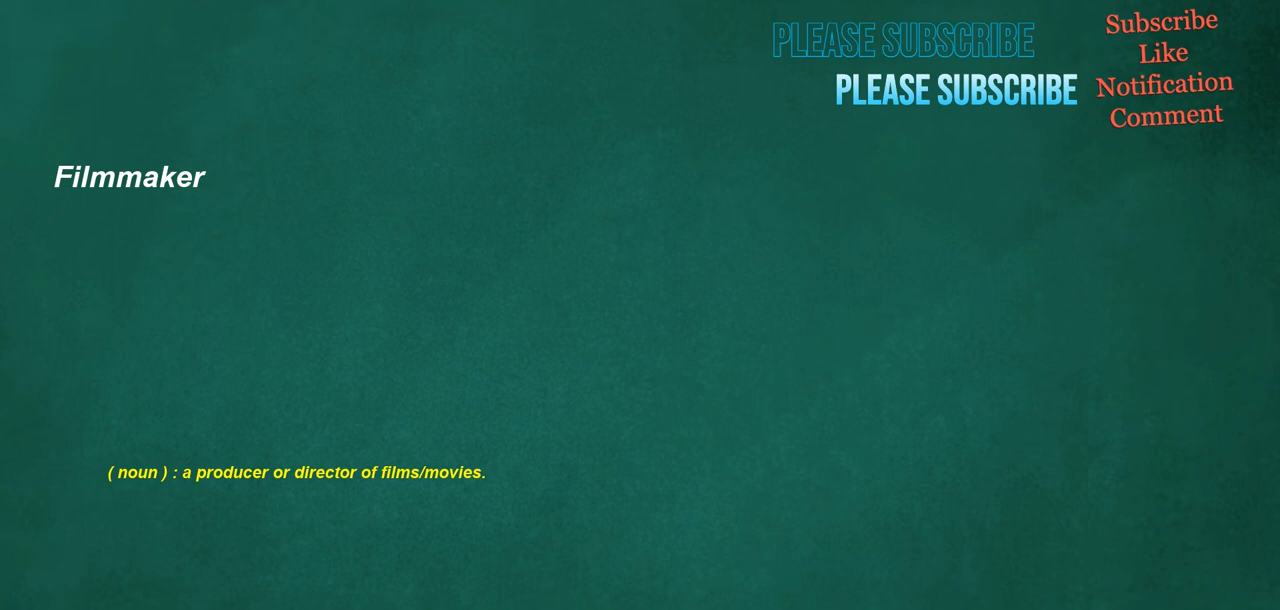 PLEASE SUBSCRIBE
PLEASE SUBSCRIBE
Subscribe
Like
Notification
Comment
Filmmaker
( noun ) : a producer or director of films/movies.